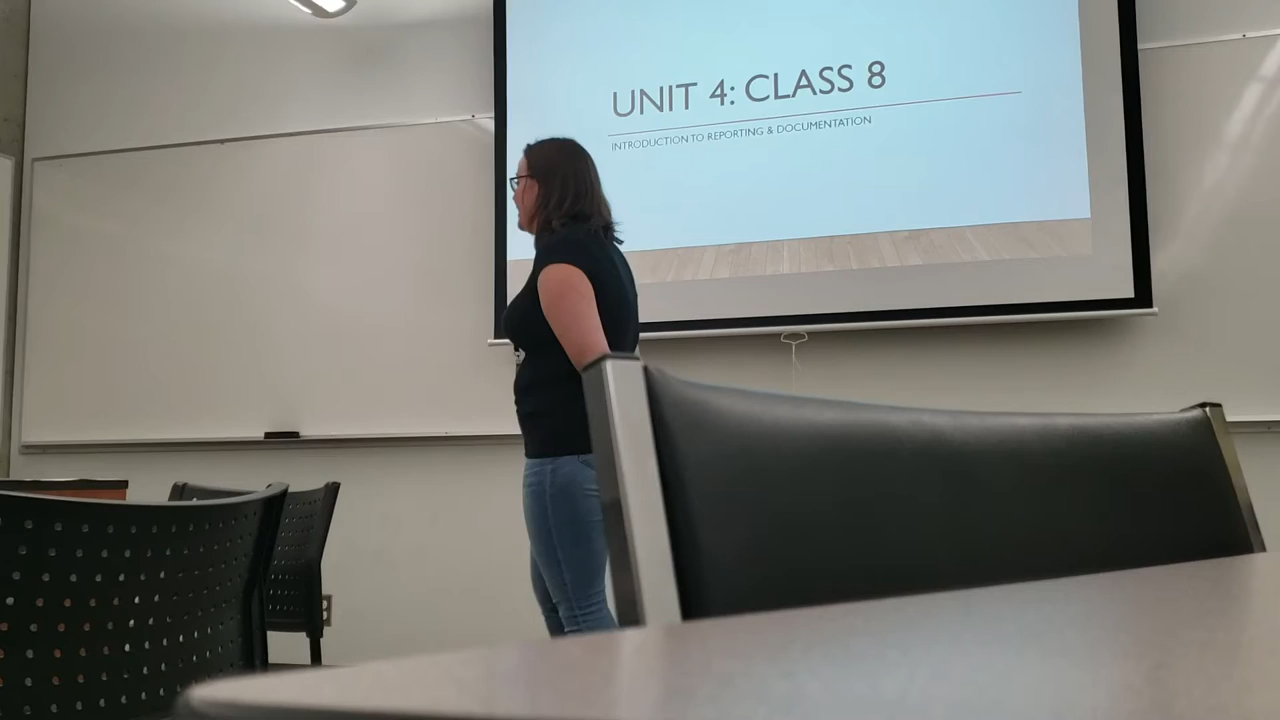 UNIT 4: CLASS 8
INTRODUCTION TO REPORTING & DOCUMENTATION